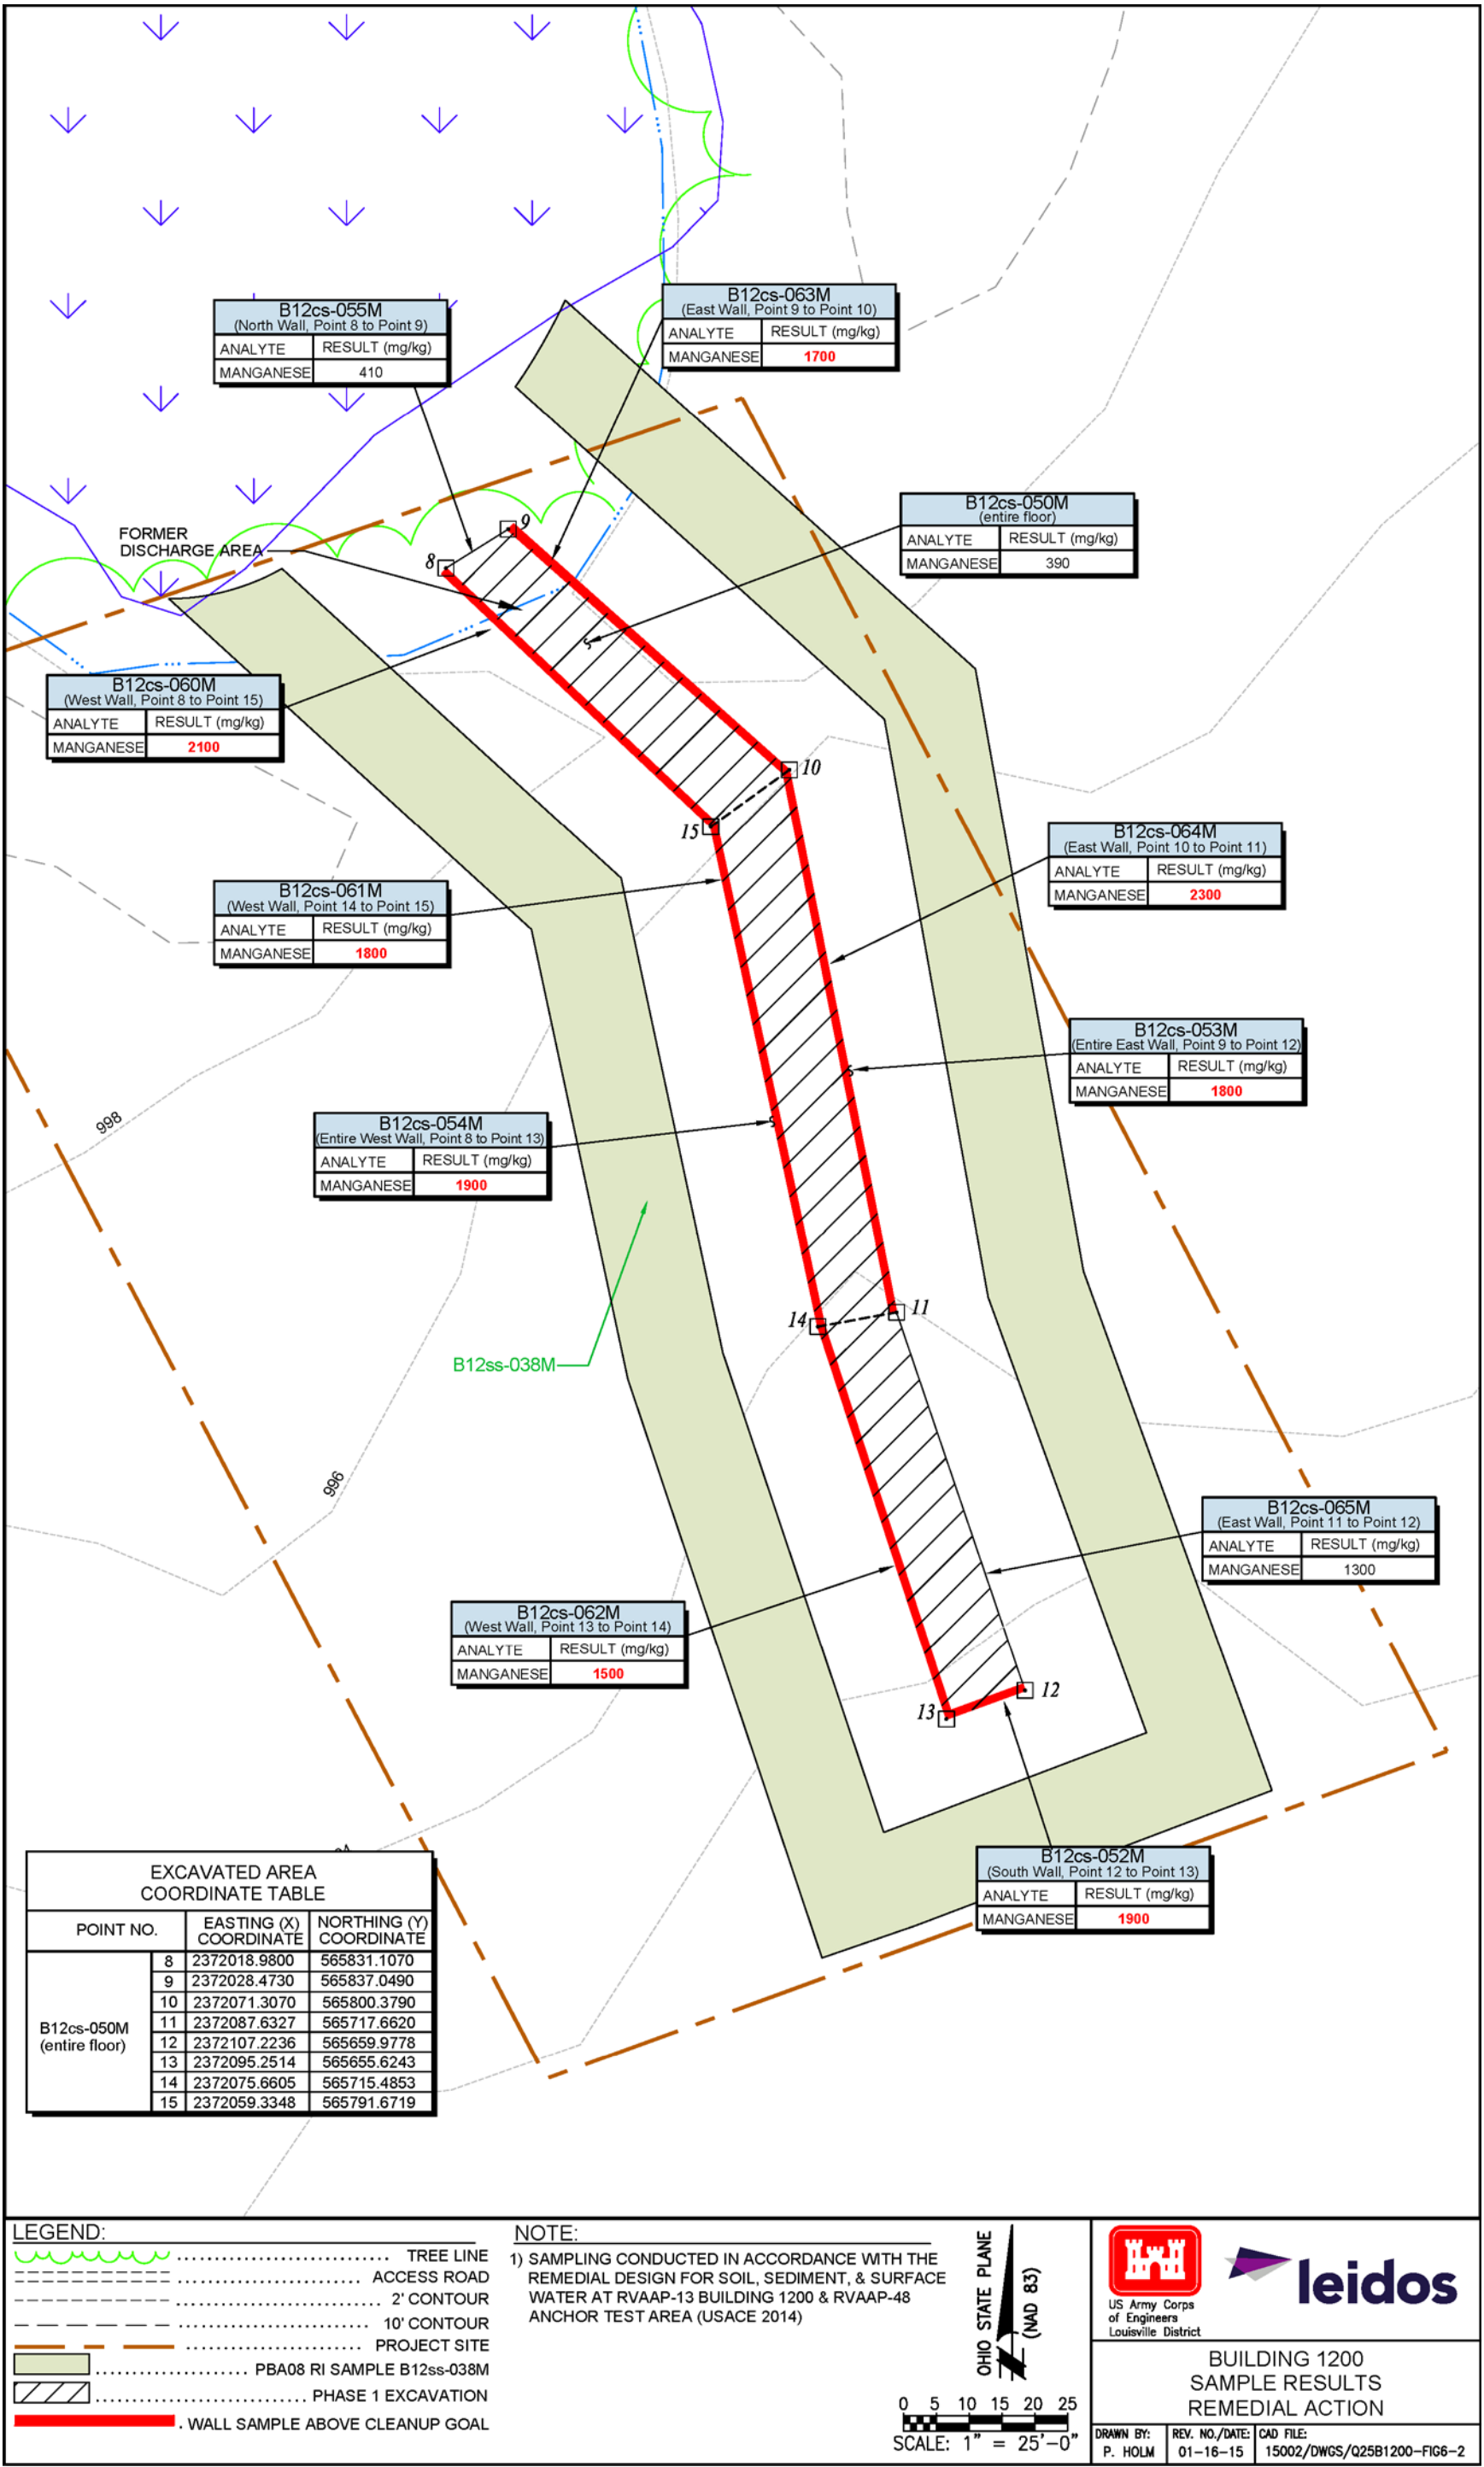 B12cs-055M
(North Wall, Point 8 to Point 9)
ANALYTE RESULT (mg/kg)
MANGANESE 410
B12cs-063M
(East Wall, Point 9 to Point 10)
ANALYTE RESULT (mg/kg)
MANGANESE 1700
B12cs-050M
(entire floor)
ANALYTE RESULT (mg/kg)
MANGANESE 390
FORMER
DISCHARGE AREA
9
8
B12cs-060M
(West Wall, Point 8 to Point 15)
ANALYTE RESULT (mg/kg)
MANGANESE 2100
10
15
B12cs-064M
(East Wall, Point 10 to Point 11)
ANALYTE RESULT (mg/kg)
MANGANESE 2300
B12cs-061M
(West Wall, Point 14 to Point 15)
ANALYTE RESULT (mg/kg)
MANGANESE 1800
B12cs-053M
(Entire East Wall, Point 9 to Point 12)
ANALYTE RESULT (mg/kg)
MANGANESE 1800
998
B12cs-054M
(Entire West Wall, Point 8 to Point 13)
ANALYTE RESULT (mg/kg)
MANGANESE 1900
14
11
B12ss-038M
996
B12cs-065M
(East Wall, Point 11 to Point 12)
ANALYTE RESULT (mg/kg)
MANGANESE 1300
B12cs-062M
(West Wall, Point 13 to Point 14)
ANALYTE RESULT (mg/kg)
MANGANESE 1500
12
13
B12cs-052M
(South Wall, Point 12 to Point 13)
ANALYTE RESULT (mg/kg)
MANGANESE 1900
EXCAVATED AREA
COORDINATE TABLE
POINT NO. EASTING (X) COORDINATE NORTHING (Y) COORDINATE
B12cs-050M
(entire floor)
8 2372018.9800 565831.1070
9 2372028.4730 565837.0490
10 2372071.3070 565800.3790
11 2372087.6327 565717.6620
12 2372107.2236 565659.9778
13 2372095.2514 565655.6243
14 2372075.6605 565715.4853
15 2372059.3348 565791.6719
LEGEND:
TREE LINE
ACCESS ROAD
2' CONTOUR
10' CONTOUR
PROJECT SITE
PBA08 RI SAMPLE B12ss-038M
PHASE 1 EXCAVATION
WALL SAMPLE ABOVE CLEANUP GOAL
NOTE:
1) SAMPLING CONDUCTED IN ACCORDANCE WITH THE
REMEDIAL DESIGN FOR SOIL, SEDIMENT, & SURFACE
WATER AT RVAAP-13 BUILDING 1200 & RVAAP-48
ANCHOR TEST AREA (USACE 2014)
OHIO STATE PLANE
(NAD 83)
0 5 10 15 20 25
SCALE: 1" = 25'-0"
US Army Corps
of Engineers
Louisville District
leidos
BUILDING 1200
SAMPLE RESULTS
REMEDIAL ACTION
DRAWN BY: REV. NO./DATE: CAD FILE:
P. HOLM 01-16-15 15002/DWGS/Q25B1200-FIG6-2